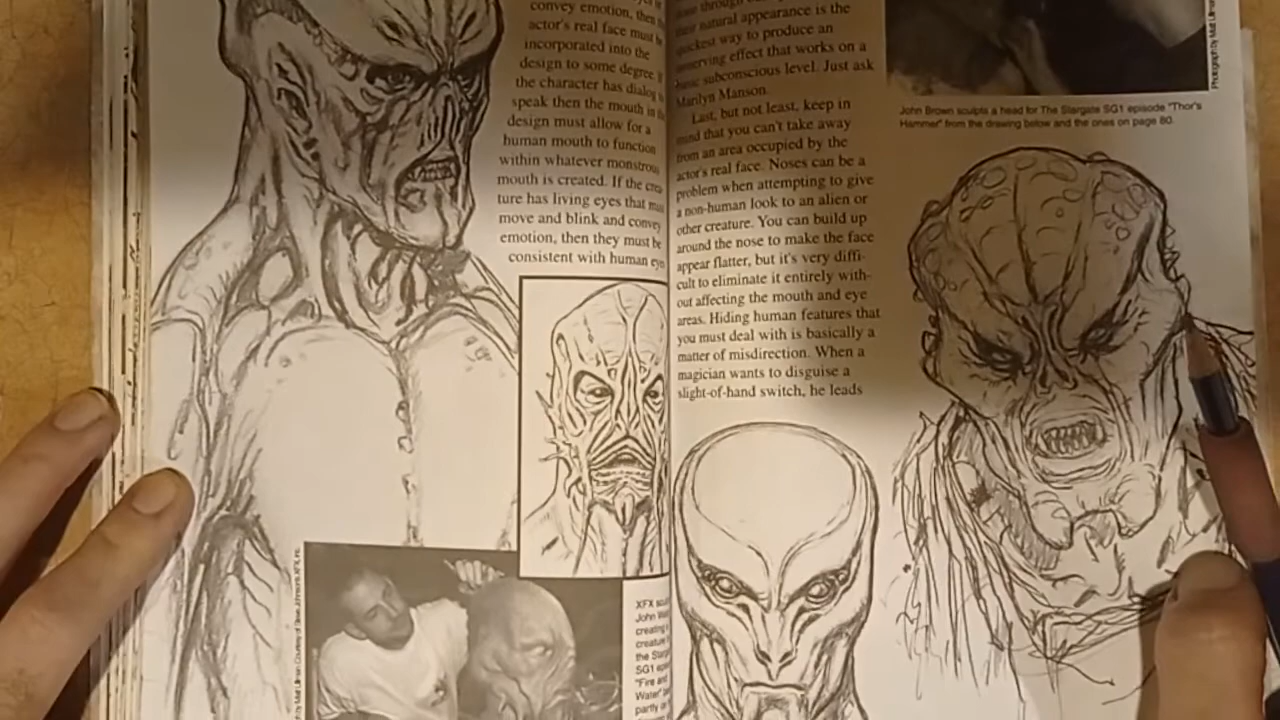 convey emotion, then
actor's real face must be
incorporated into the
design to some degree. If
the character has dialog
speak then the mouth in
design must allow for a
human mouth to function
within whatever monstrous
mouth is created. If the
ture has living eyes that
move and blink and convey
emotion, then they must be
consistent with human
natural appearance is the
quickest way to produce an
unnerving effect that works on a
subconscious level. Just ask
Marilyn Manson.
Last, but not least, keep in
mind that you can't take away
from an area occupied by the
actor's real face. Noses can be a
problem when attempting to give
a non-human look to an alien or
other creature. You can build up
around the nose to make the face
appear flatter, but it's very diffi-
cult to eliminate it entirely with-
out affecting the mouth and eye
areas. Hiding human features that
you must deal with is basically a
matter of misdirection. When a
magician wants to disguise a
slight-of-hand switch, he leads
John Brown sculpts a head for The Stargate SG1 episode "Thor's
Hammer" from the drawing below and the ones on page 80.
XFX
John
creating
creature
the
SG1
"Fire and
Water"
partly